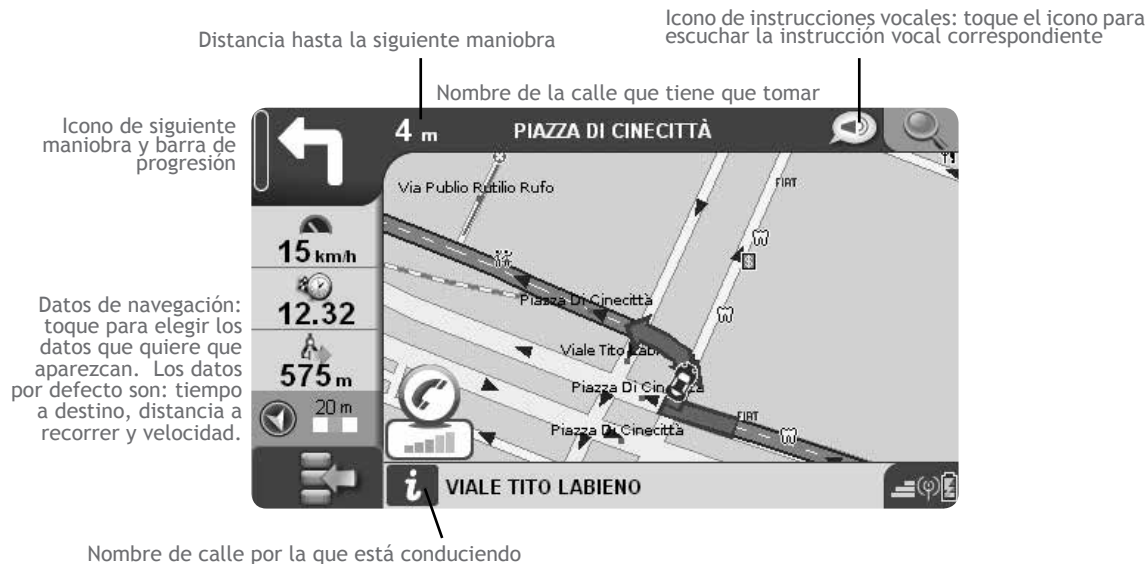 Icono de instrucciones vocales: toque el icono para
escuchar la instrucción vocal correspondiente
Distancia hasta la siguiente maniobra
Nombre de la calle que tiene que tomar
Icono de siguiente
maniobra y barra de
progresión
4 m
PIAZZA DI CINECITTÀ
Via Publio Rutilio Rufo
FIAT
15 km/h
12.32
575 m
20 m
Datos de navegación:
toque para elegir los
datos que quiere que
aparezcan. Los datos
por defecto son: tiempo
a destino, distancia a
recorrer y velocidad.
$
Piazza Di Cinecittà
Viale Tito
Piazza Di
FIAT
Piazza Di Cinecittà
i VIALE TITO LABIENO
Nombre de calle por la que está conduciendo